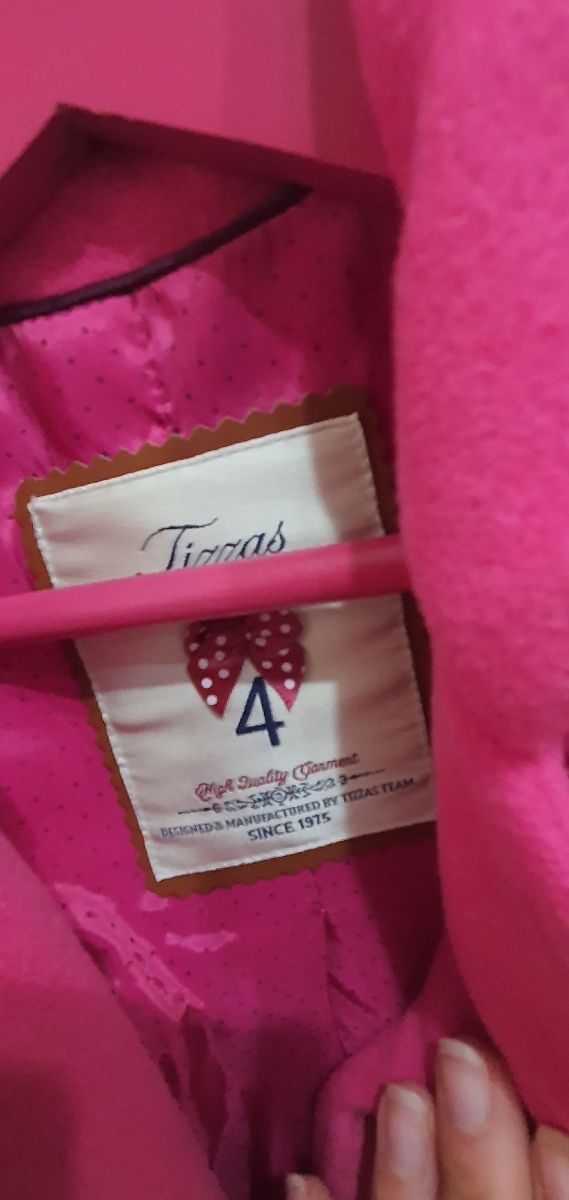 Tizzas
4
High Quality Garment
DESIGNED & MANUFACTURED BY TIZZAS TEAM
SINCE 1975